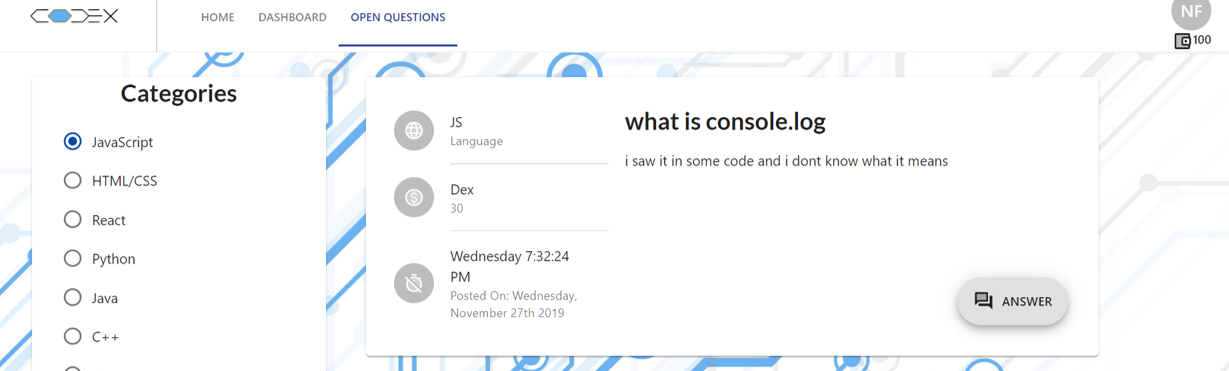 CODEX
HOME
DASHBOARD
OPEN QUESTIONS
NF
100
Categories
JavaScript
HTML/CSS
React
Python
Java
C++
JS
Language
Dex
30
Wednesday 7:32:24
PM
Posted On: Wednesday,
November 27th 2019
what is console.log
i saw it in some code and i dont know what it means
ANSWER